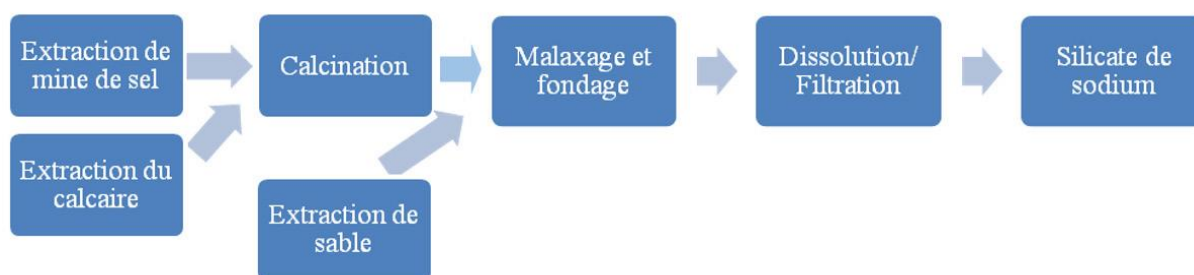 Extraction de
mine de sel
Calcination
Malaxage et
fondage
Dissolution/
Filtration
Silicate de
sodium
Extraction du
calcaire
Extraction de
sable